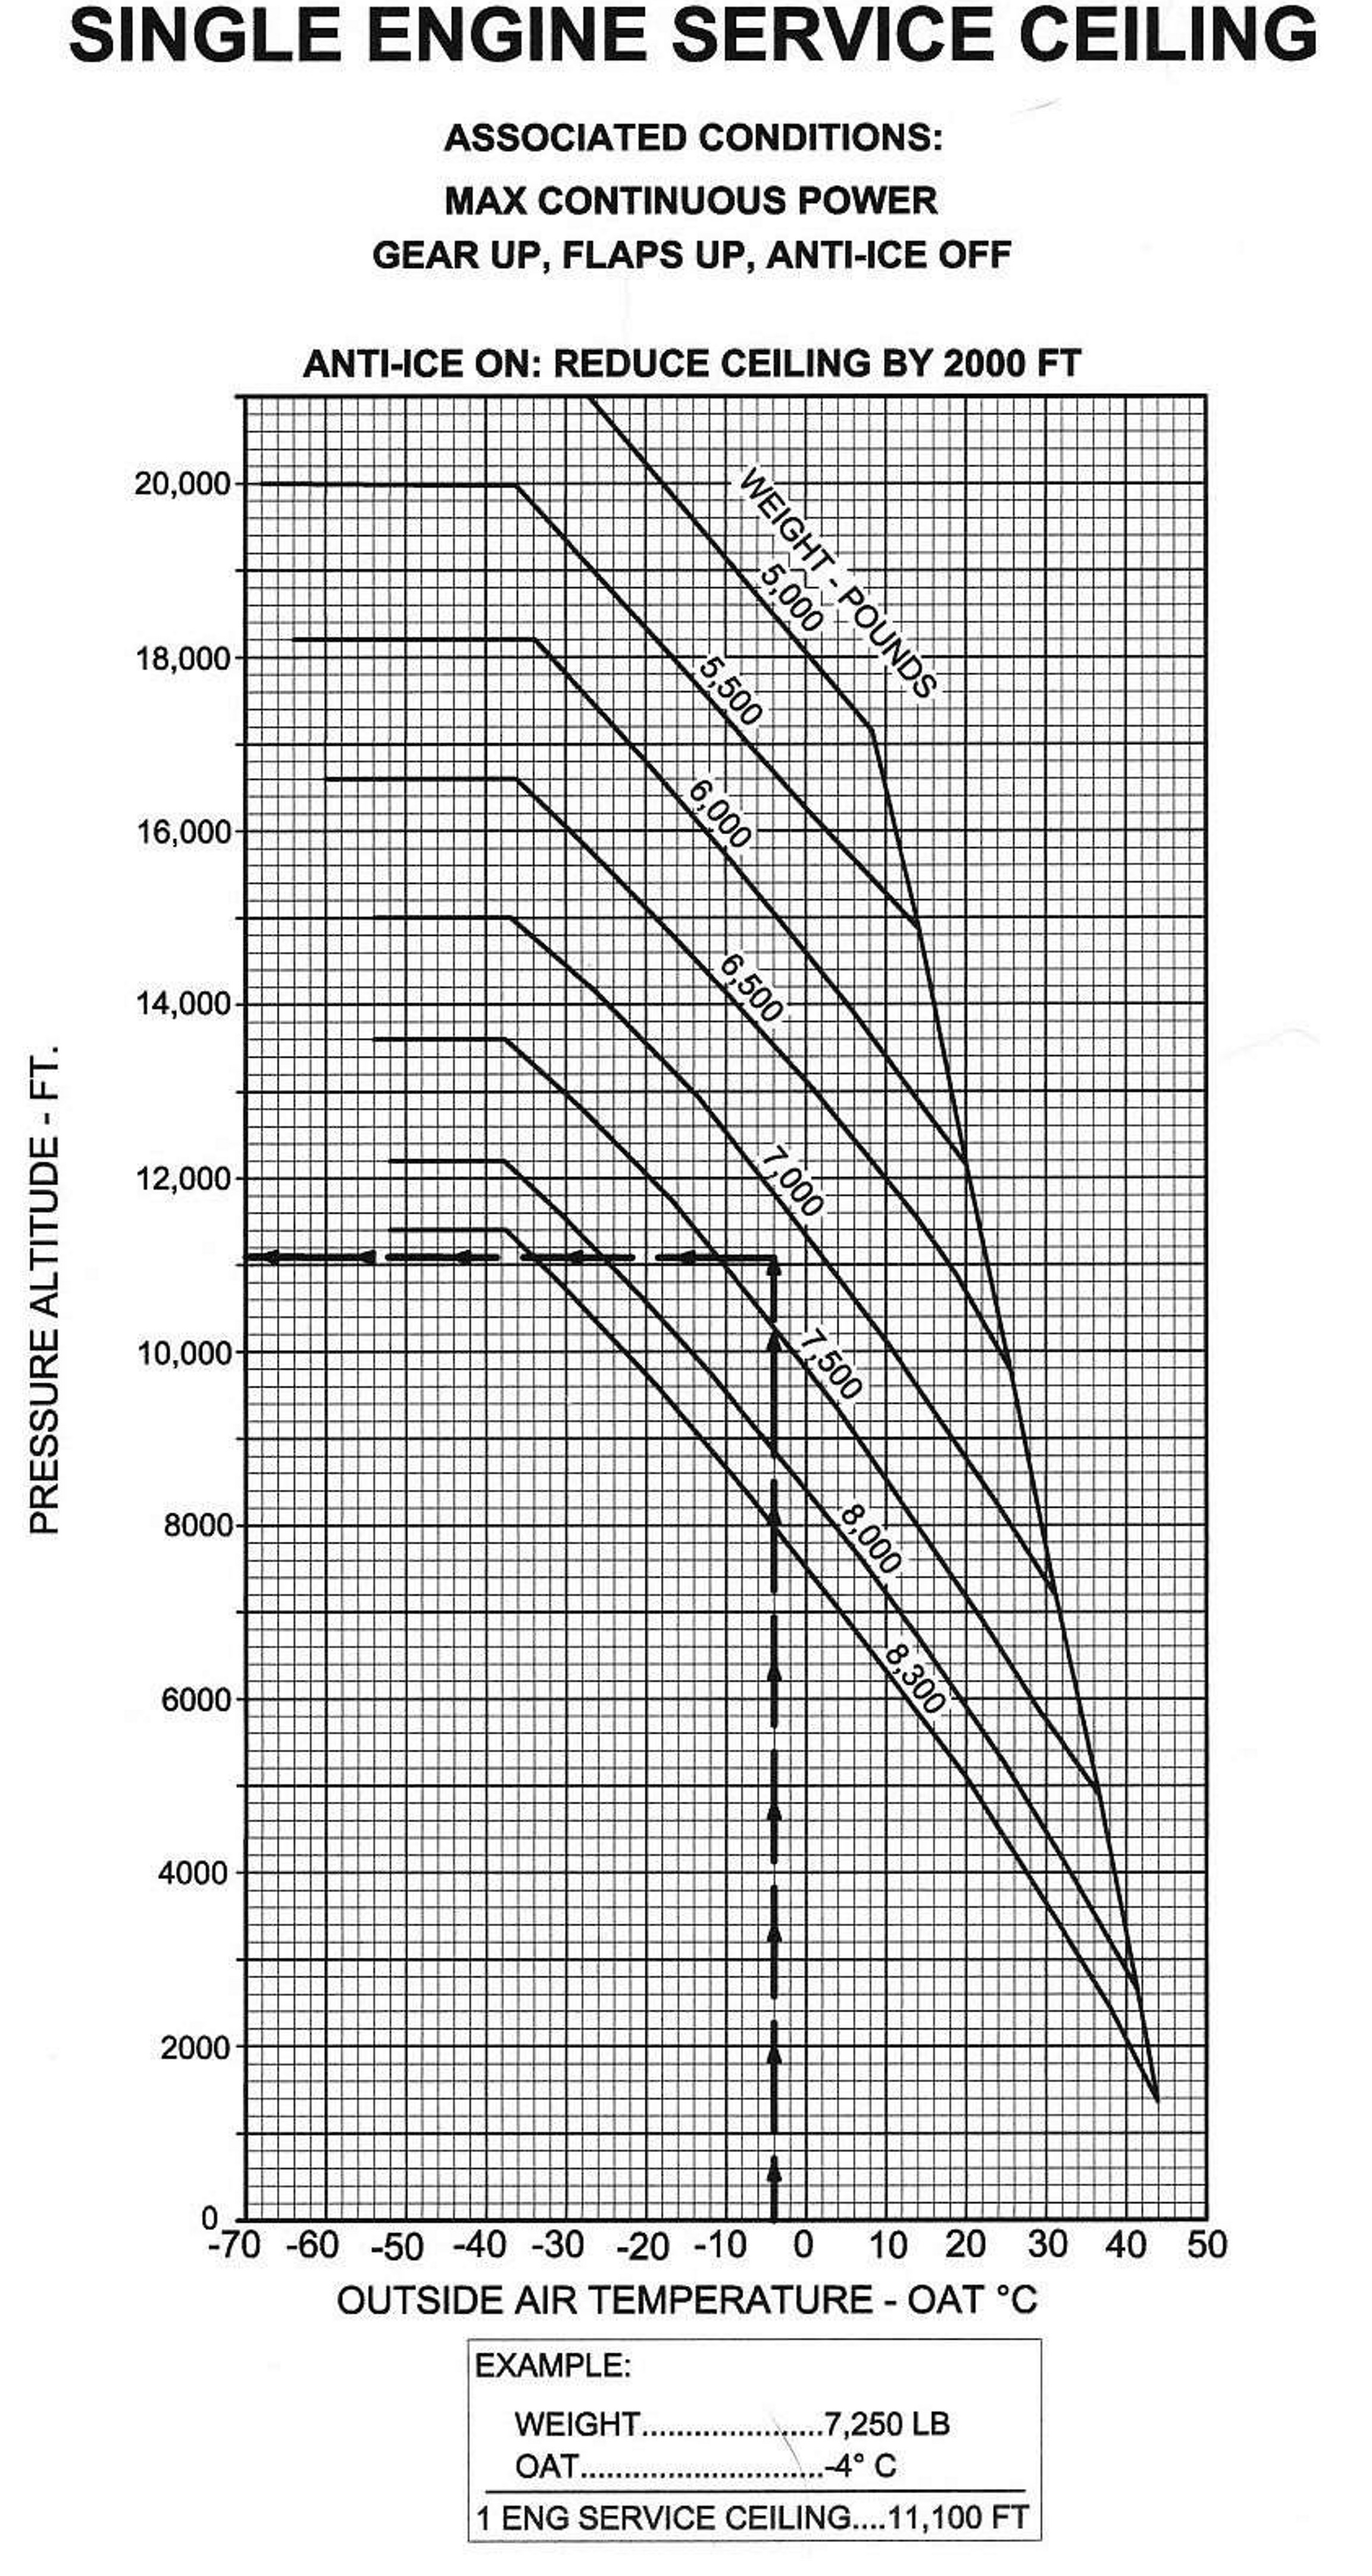 SINGLE ENGINE SERVICE CEILING
ASSOCIATED CONDITIONS:
MAX CONTINUOUS POWER
GEAR UP, FLAPS UP, ANTI-ICE OFF
ANTI-ICE ON: REDUCE CEILING BY 2000 FT
WEIGHT - POUNDS
5,000
5,500
6,000
6,500
7,000
7,500
8,000
8,300
PRESSURE ALTITUDE - FT.
20,000
18,000
16,000
14,000
12,000
10,000
8000
6000
4000
2000
0
-70 -60 -50 -40 -30 -20 -10 0 10 20 30 40 50
OUTSIDE AIR TEMPERATURE - OAT °C
EXAMPLE:
WEIGHT.....................7,250 LB
OAT............................-4° C
1 ENG SERVICE CEILING....11,100 FT